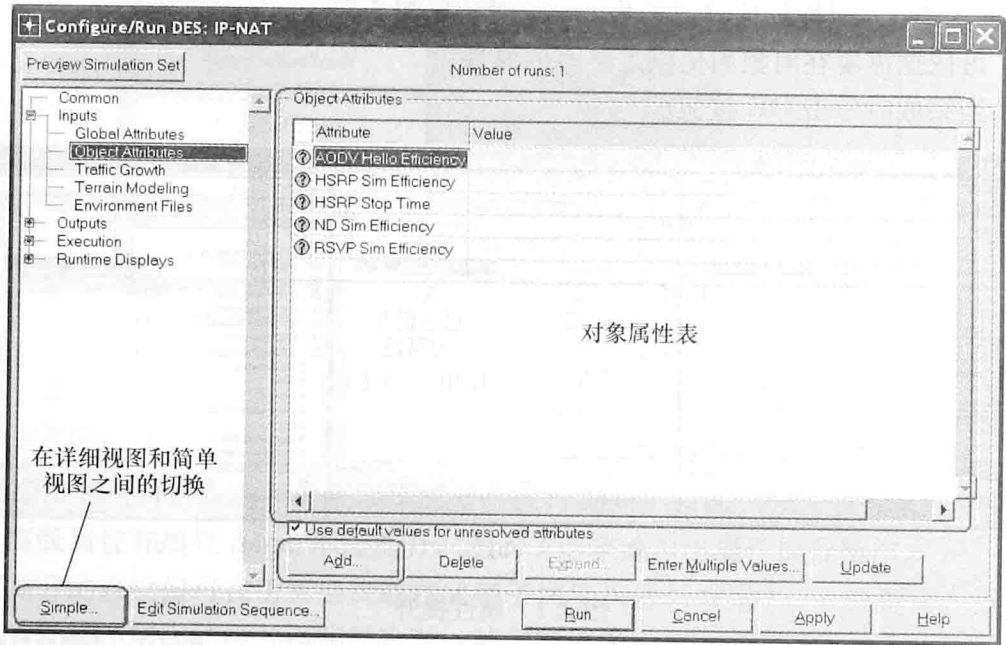 Configure/Run DES: IP-NAT
Preview Simulation Set
Number of runs: 1
Common
Inputs
Global Attributes
Object Attributes
Traffic Growth
Terrain Modeling
Environment Files
Outputs
Execution
Runtime Displays
Object Attributes
Attribute Value
AODV Hello Efficiency
HSRP Sim Efficiency
HSRP Stop Time
ND Sim Efficiency
RSVP Sim Efficiency
对象属性表
在详细视图和简单
视图之间的切换
Use default values for unresolved attributes
Add... Delete Expand... Enter Multiple Values... Update
Simple... Edit Simulation Sequence... Run Cancel Apply Help